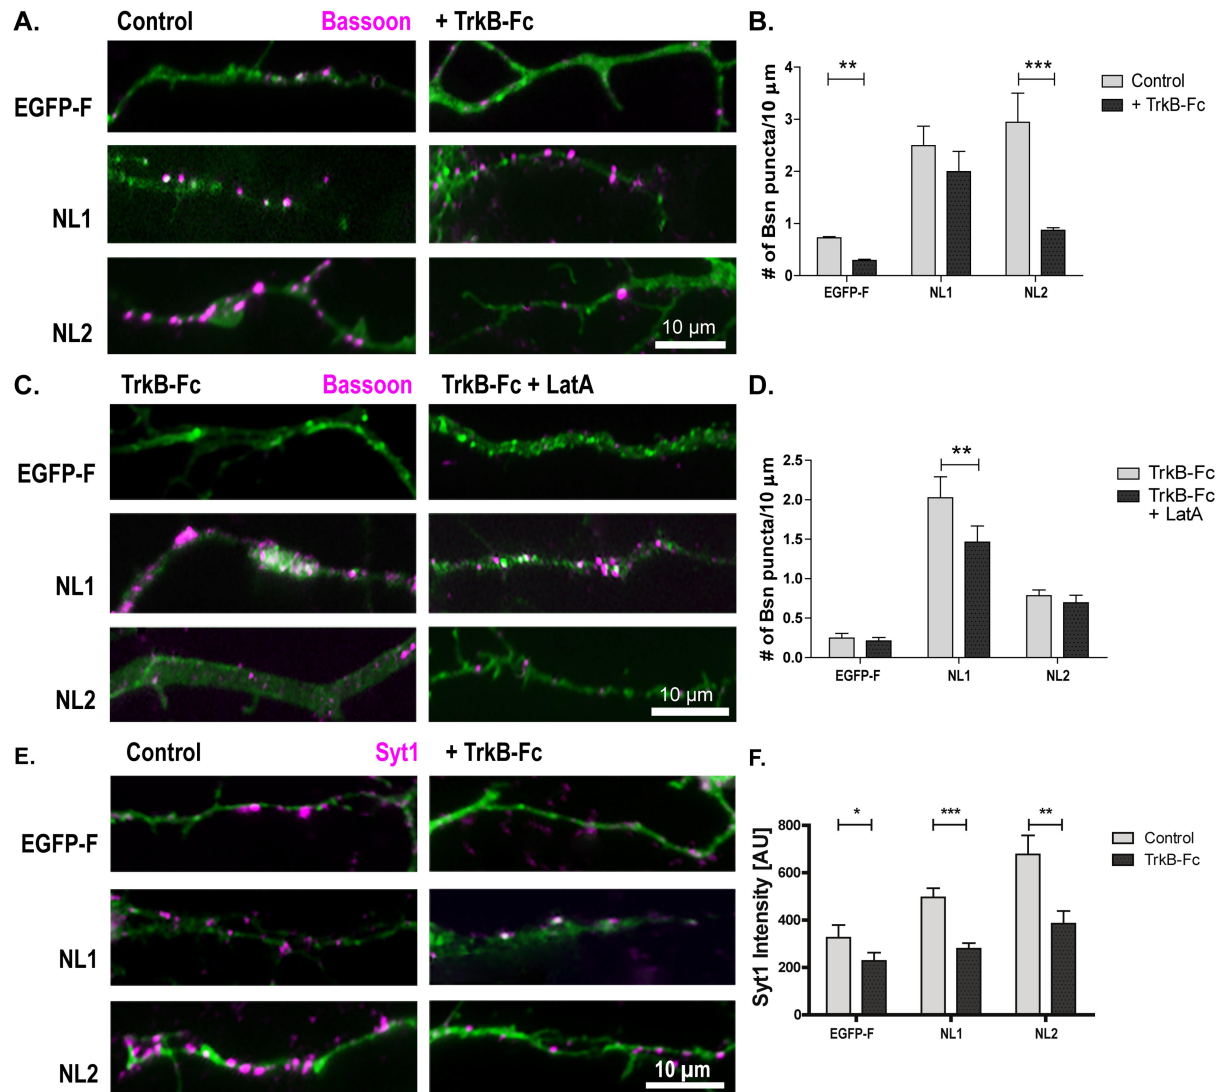 A.
Control
Bassoon
+ TrkB-Fc
EGFP-F
NL1
NL2
10 µm
B.
# of Bsn puncta/10 µm
4
3
2
1
0
**
***
EGFP-F
NL1
NL2
Control
+ TrkB-Fc
C.
TrkB-Fc
Bassoon
TrkB-Fc + LatA
EGFP-F
NL1
NL2
10 µm
D.
# of Bsn puncta/10 µm
2.5
2.0
1.5
1.0
0.5
0.0
**
EGFP-F
NL1
NL2
TrkB-Fc
TrkB-Fc
+ LatA
E.
Control
Syt1
+ TrkB-Fc
EGFP-F
NL1
NL2
10 µm
F.
Syt1 Intensity [AU]
800
600
400
200
0
*
***
**
EGFP-F
NL1
NL2
Control
TrkB-Fc